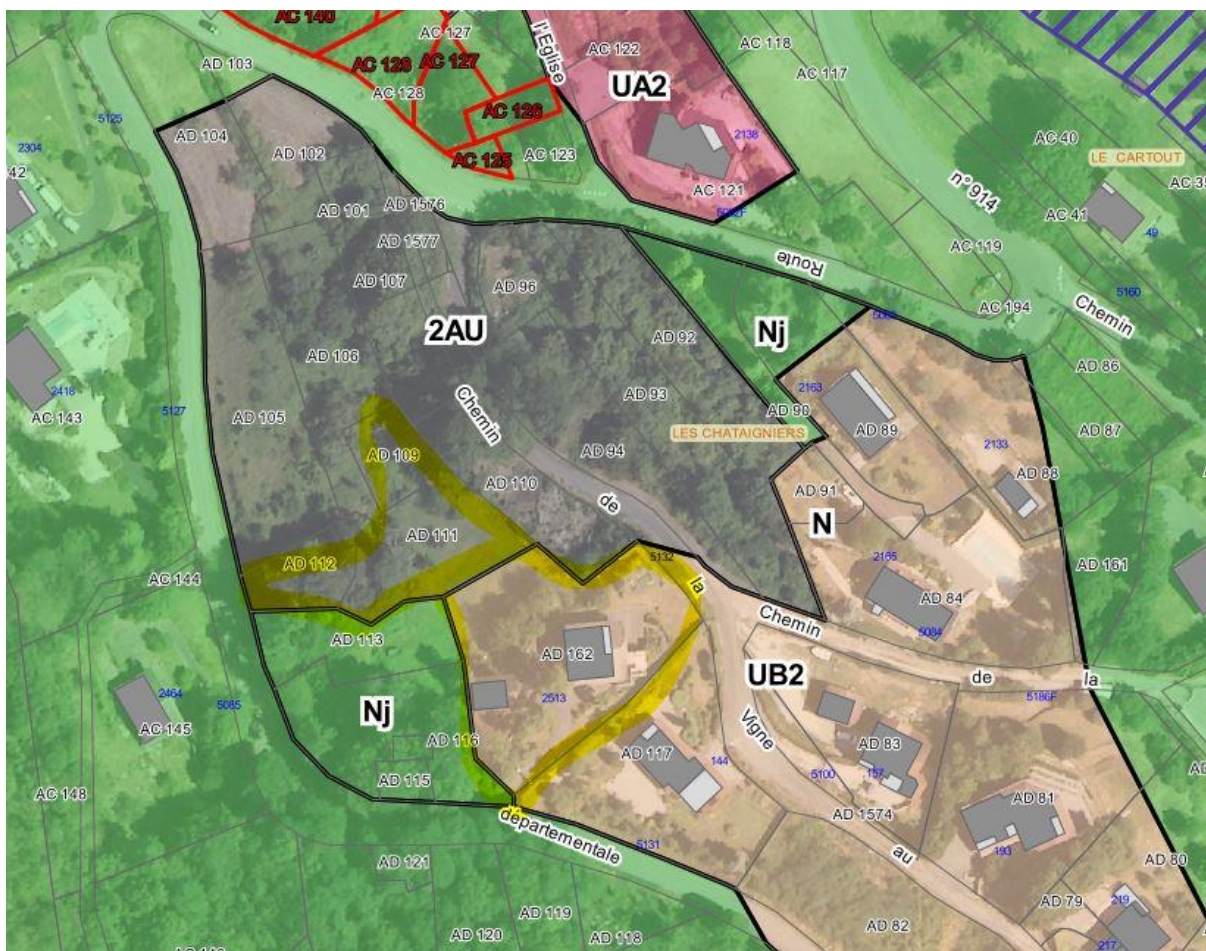 AC 140
AC 127
AC 122
AC 118
AC 117
l'Eglise
AD 103
AC 129
AC 127
AC 128
UA2
5125
AD 104
AC 126
2138
AC 40
2304
AD 102
AC 125
AC 123
LE CARTOUT
42
AC 121
n° 914
AC 41
AD 101
AD 1576
49
AD 1577
AC 119
AD 107
AD 96
Route
5160
AC 194
Chemin
2AU
Nj
AD 92
AD 106
AD 86
2418
2163
AC 143
5127
AD 105
Chemin
AD 93
AD 90
AD 87
LES CHATAIGNIERS
AD 89
2133
AD 109
AD 94
AD 88
AD 110
AD 91
de
N
AD 111
AC 144
AD 112
5132
2165
AD 161
la
AD 84
Chemin
5084
AD 113
AD 162
UB2
de
la
2464
5085
2513
5186F
Nj
Vigne
AC 145
AD 116
AD 117
AD 83
144
5100
157
AD 115
AC 148
AD 81
AD 1574
départementale
5131
au
193
AD 121
AD 80
AD 119
AD 79
219
AD 120
AD 118
AD 82
217